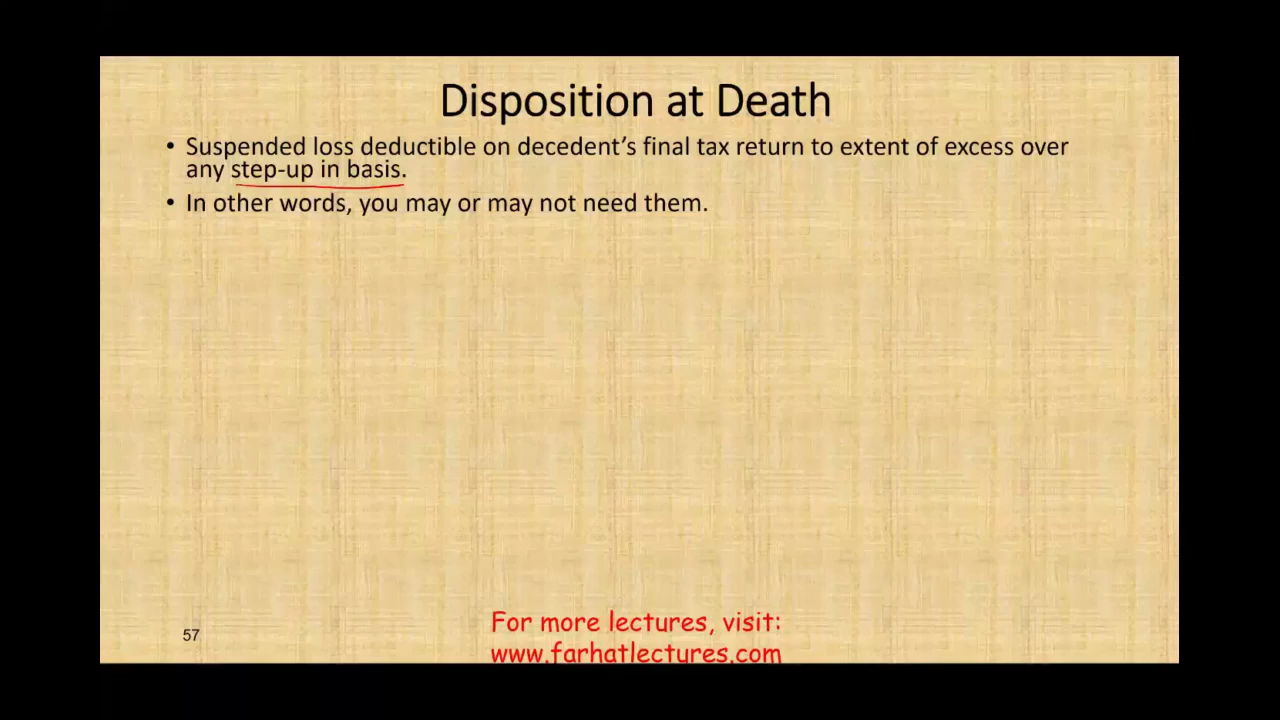 Disposition at Death
• Suspended loss deductible on decedent's final tax return to extent of excess over
any step-up in basis.
• In other words, you may or may not need them.
57
For more lectures, visit:
www.farhatlectures.com